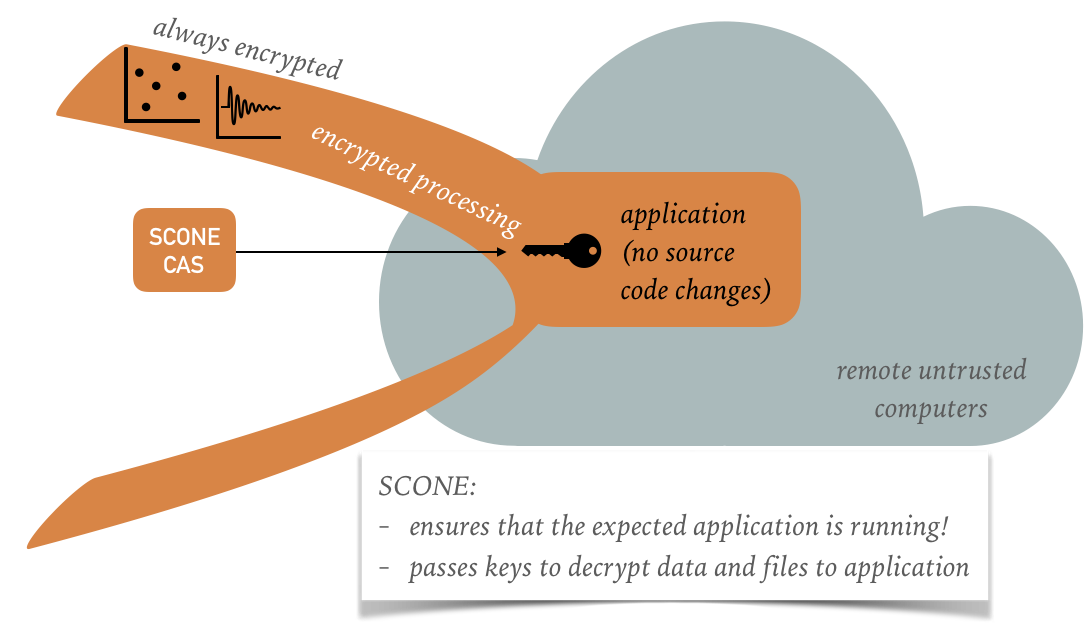 always encrypted
encrypted processing
SCONE
CAS
application
(no source
code changes)
remote untrusted
computers
SCONE:
- ensures that the expected application is running!
- passes keys to decrypt data and files to application